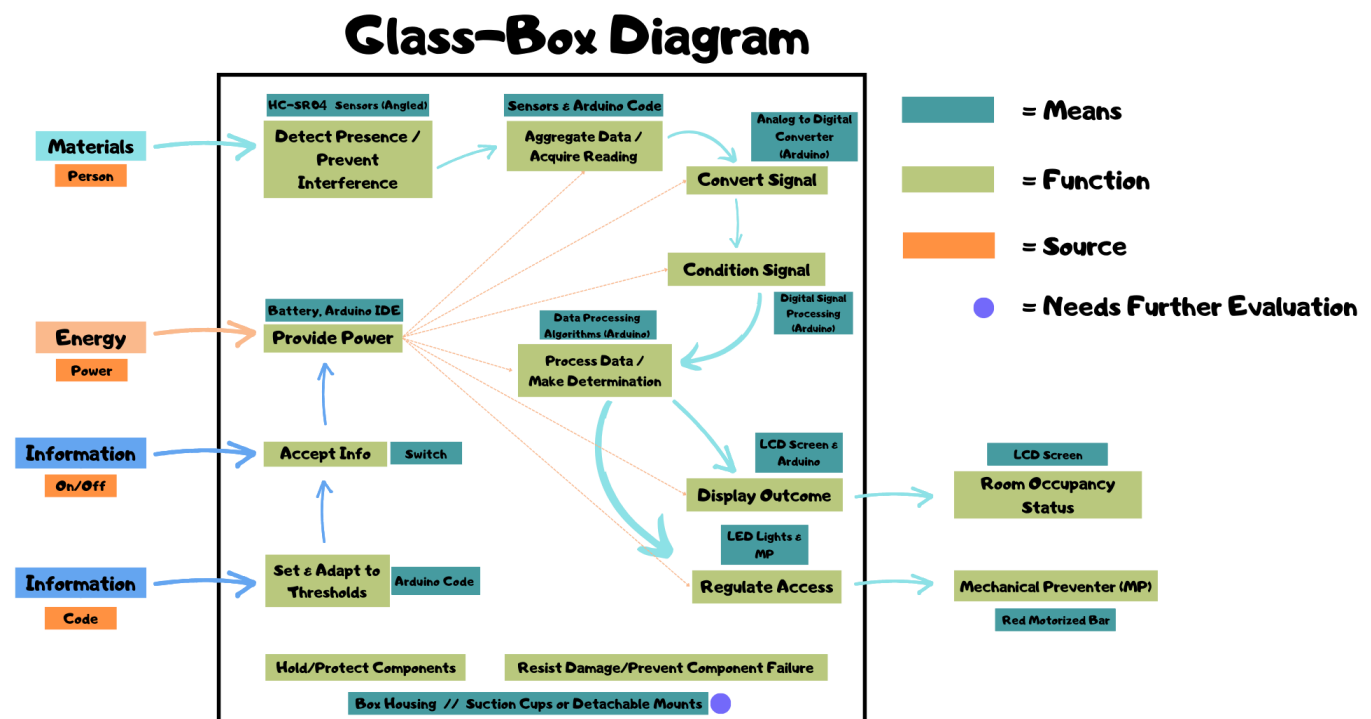 Glass-Box Diagram
Materials
Person
HC-SR04 Sensors (Angled)
Detect Presence /
Prevent
Interference
Sensors & Arduino Code
Aggregate Data /
Acquire Reading
Analog to Digital
Converter
(Arduino)
Convert Signal
Condition Signal
Digital Signal
Processing
(Arduino)
Energy
Power
Battery, Arduino IDE
Provide Power
Data Processing
Algorithms (Arduino)
Process Data /
Make Determination
Information
On/Off
Accept Info
Switch
LCD Screen &
Arduino
Display Outcome
LCD Screen
Room Occupancy
Status
Information
Code
Set & Adapt to
Thresholds
Arduino Code
LED Lights &
MP
Regulate Access
Mechanical Preventer (MP)
Red Motorized Bar
Hold/Protect Components
Resist Damage/Prevent Component Failure
Box Housing // Suction Cups or Detachable Mounts
= Means
= Function
= Source
= Needs Further Evaluation